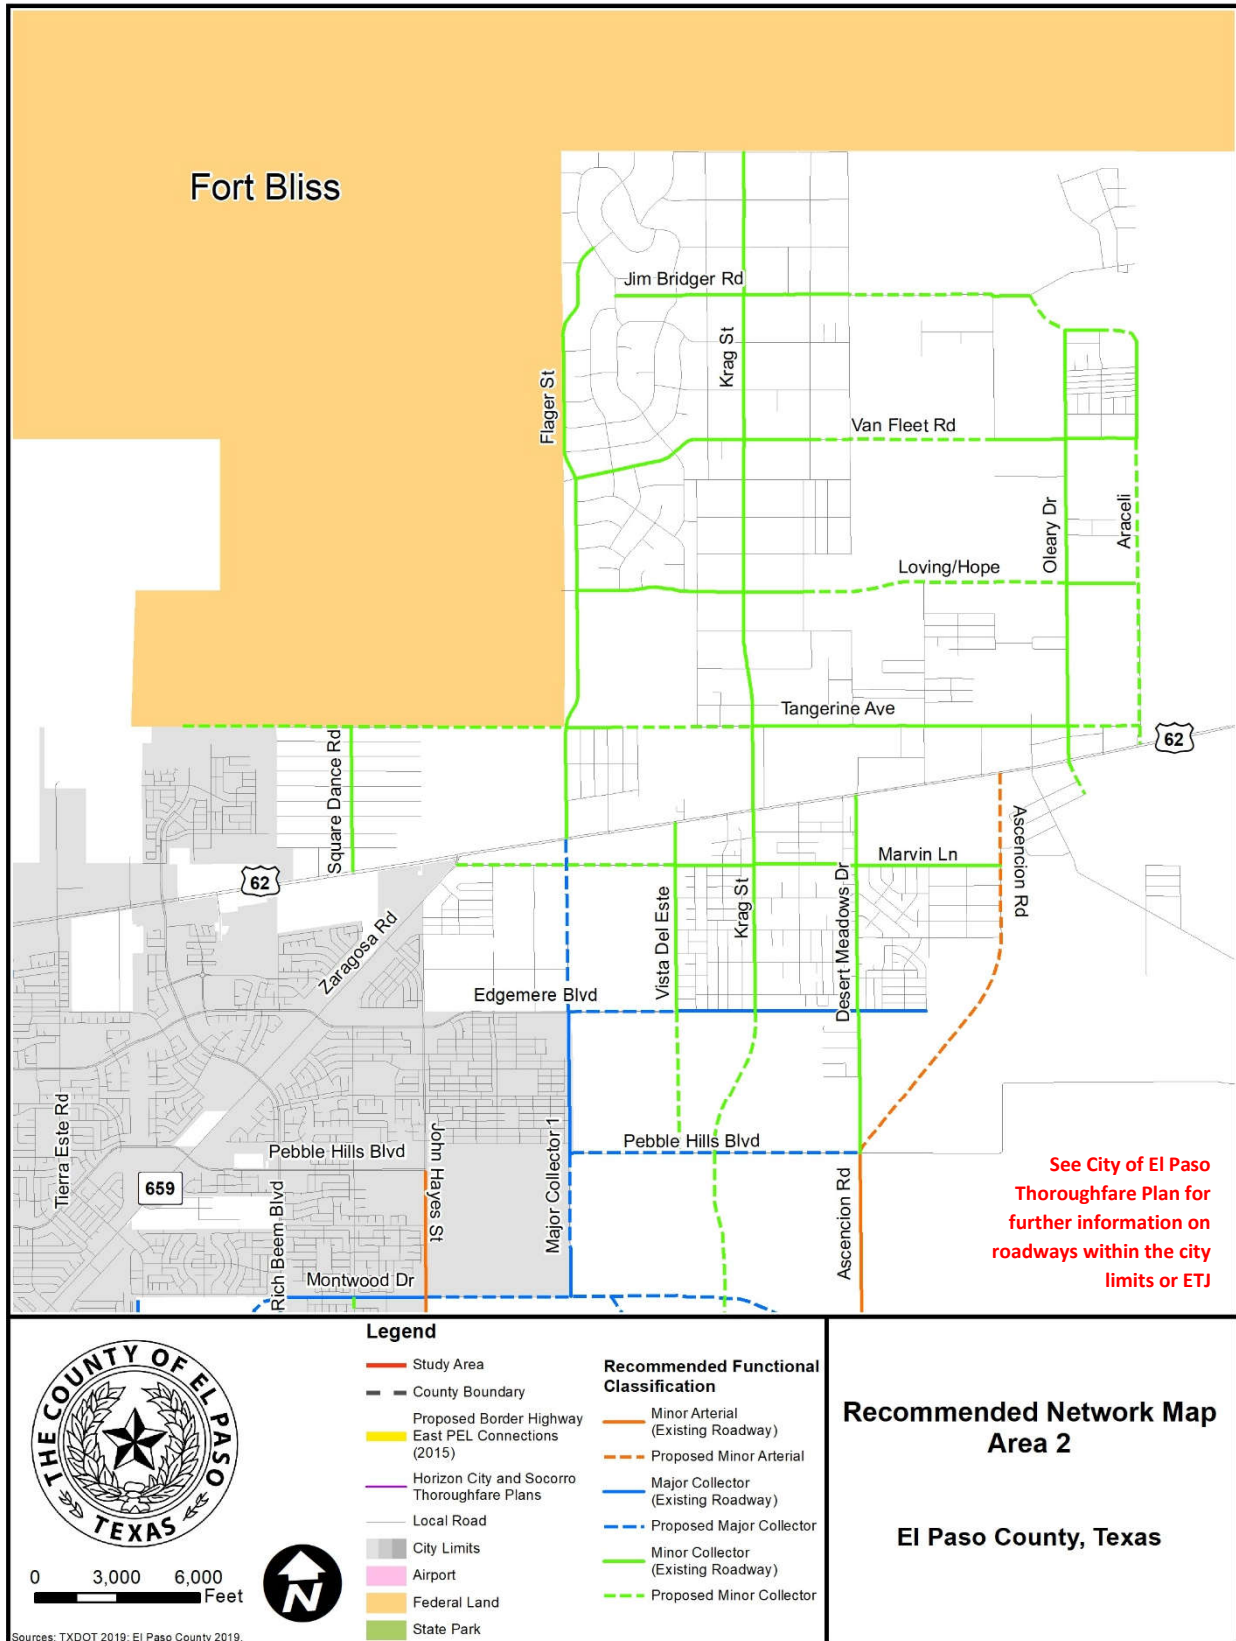 Fort Bliss
Jim Bridger Rd
Krag St
Flager St
Van Fleet Rd
Oleary Dr
Araceli
Loving/Hope
Tangerine Ave
62
Square Dance Rd
62
Ascencion Rd
Marvin Ln
Desert Meadows Dr
Krag St
Vista Del Este
Zaragosa Rd
Edgemere Blvd
Tierra Este Rd
Pebble Hills Blvd
Pebble Hills Blvd
John Hayes St
Major Collector 1
659
Rich Beem Blvd
Montwood Dr
Ascencion Rd
See City of El Paso
Thoroughfare Plan for
further information on
roadways within the city
limits or ETJ
THE COUNTY OF EL PASO
TEXAS
0 3,000 6,000
Feet
N
Sources: TXDOT 2019; El Paso County 2019.
Legend
Study Area
County Boundary
Proposed Border Highway
East PEL Connections
(2015)
Horizon City and Socorro
Thoroughfare Plans
Local Road
City Limits
Airport
Federal Land
State Park
Recommended Functional
Classification
Minor Arterial
(Existing Roadway)
Proposed Minor Arterial
Major Collector
(Existing Roadway)
Proposed Major Collector
Minor Collector
(Existing Roadway)
Proposed Minor Collector
Recommended Network Map
Area 2
El Paso County, Texas